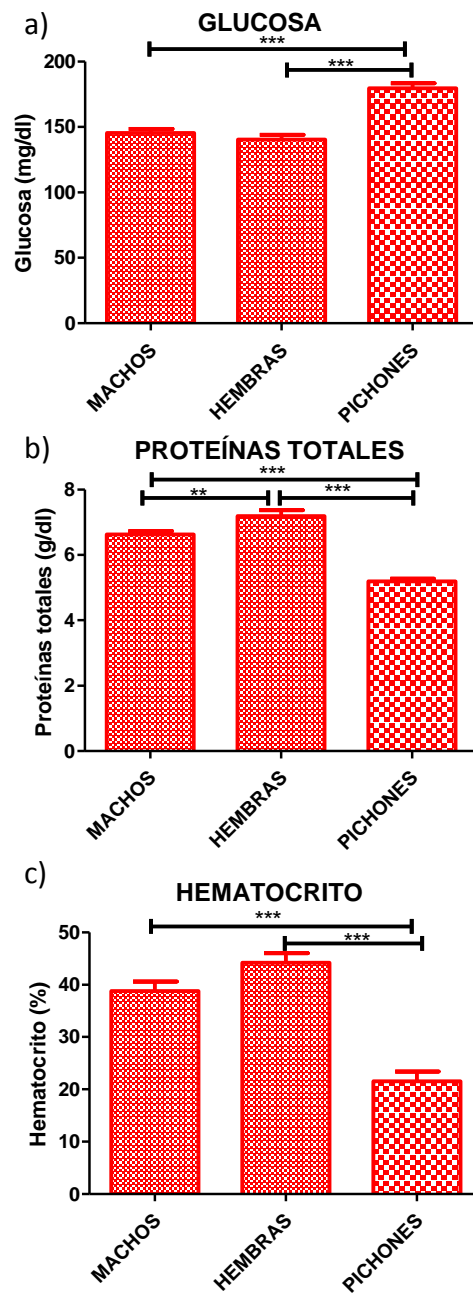 a)
GLUCOSA
***
***
200
150
100
50
0
Glucosa (mg/dl)
MACHOS
HEMBRAS
PICHONES
b)
PROTEÍNAS TOTALES
***
** ***
8
6
4
2
0
Proteínas totales (g/dl)
MACHOS
HEMBRAS
PICHONES
c)
HEMATOCRITO
***
***
50
40
30
20
10
0
Hematocrito (%)
MACHOS
HEMBRAS
PICHONES